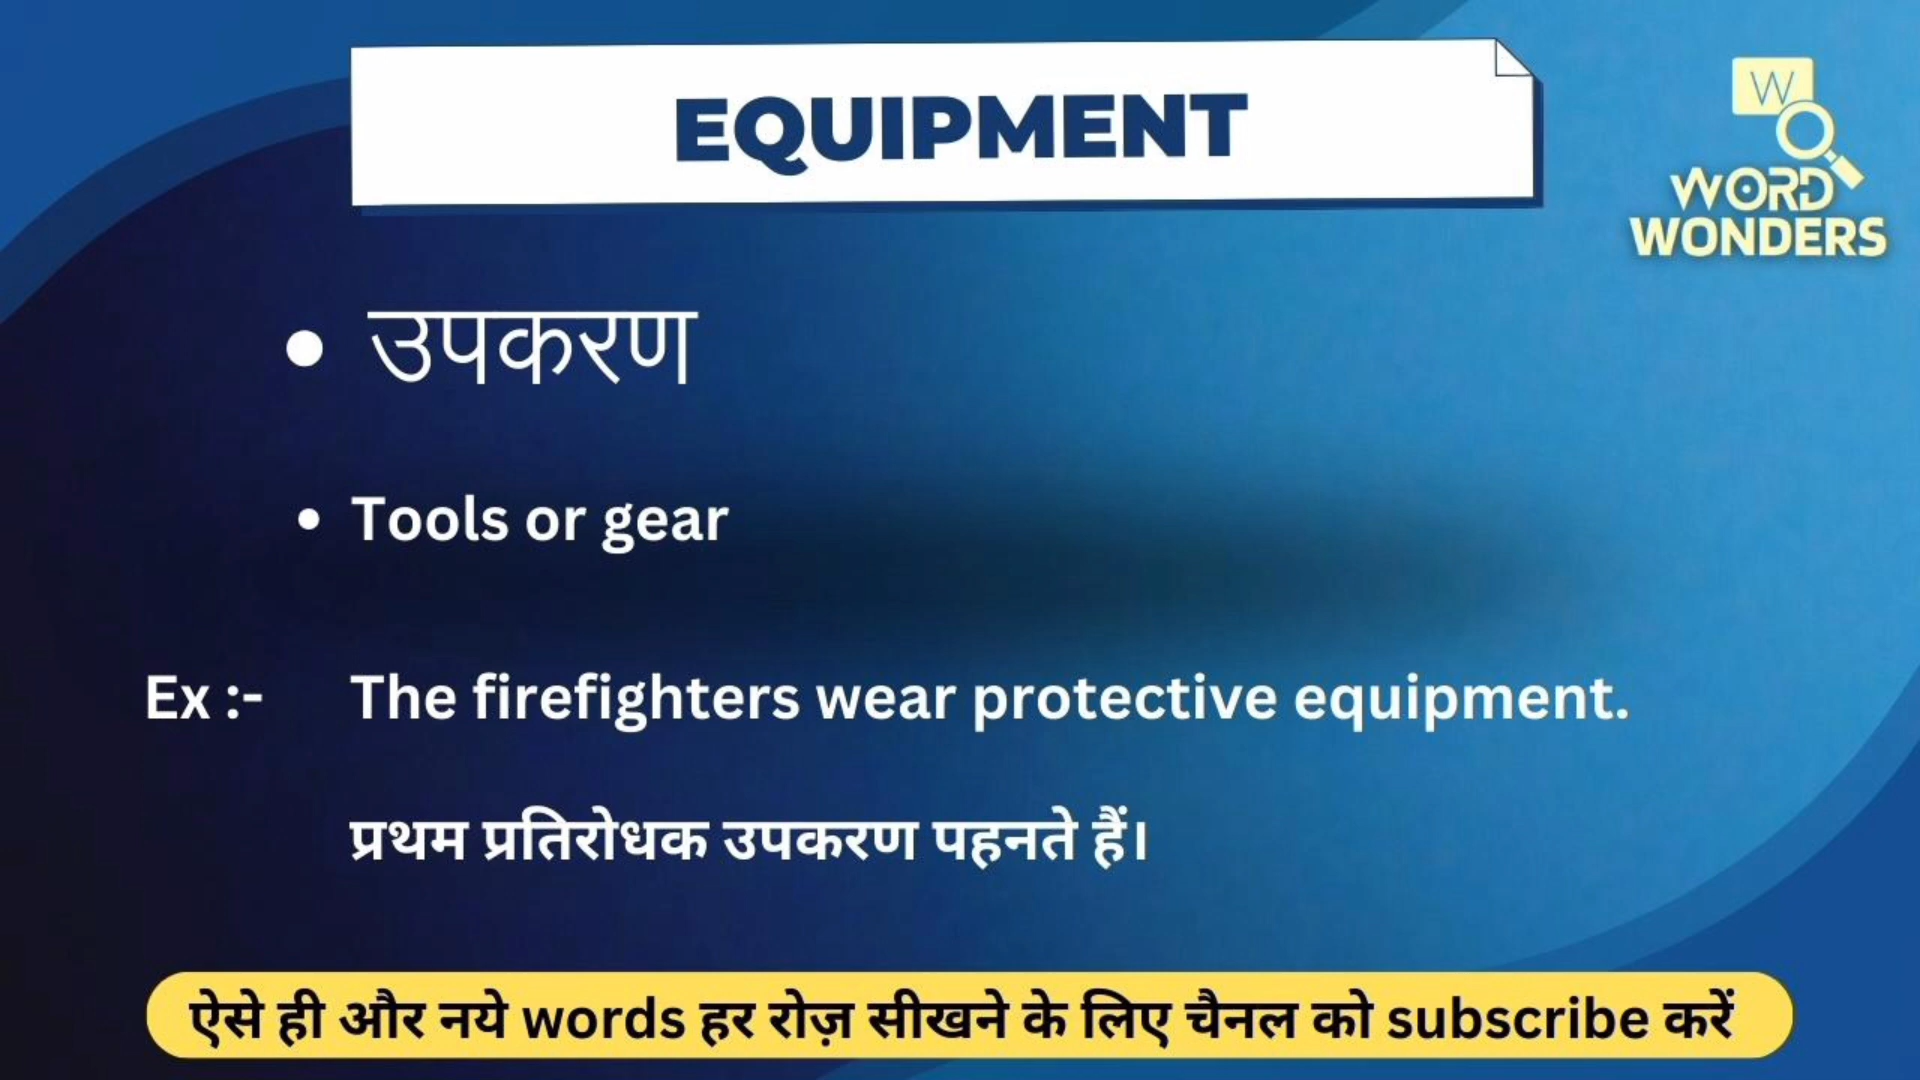 EQUIPMENT
W
WORD
WONDERS
• उपकरण
• Tools or gear
Ex :- The firefighters wear protective equipment.
प्रथम प्रतिरोधक उपकरण पहनते हैं।
ऐसे ही और नये words हर रोज़ सीखने के लिए चैनल को subscribe करें